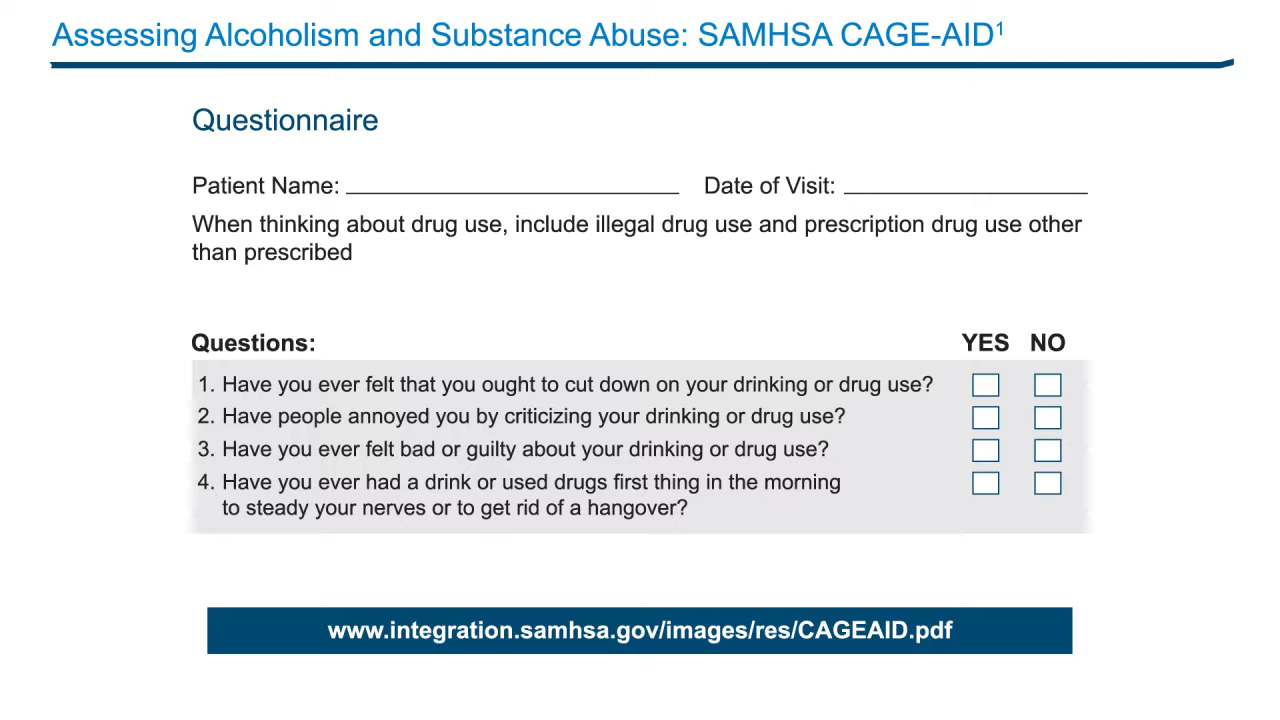 Assessing Alcoholism and Substance Abuse: SAMHSA CAGE-AID¹
Questionnaire
Patient Name: Date of Visit:
When thinking about drug use, include illegal drug use and prescription drug use other
than prescribed
Questions: YES NO
1. Have you ever felt that you ought to cut down on your drinking or drug use?
2. Have people annoyed you by criticizing your drinking or drug use?
3. Have you ever felt bad or guilty about your drinking or drug use?
4. Have you ever had a drink or used drugs first thing in the morning
to steady your nerves or to get rid of a hangover?
www.integration.samhsa.gov/images/res/CAGEAID.pdf